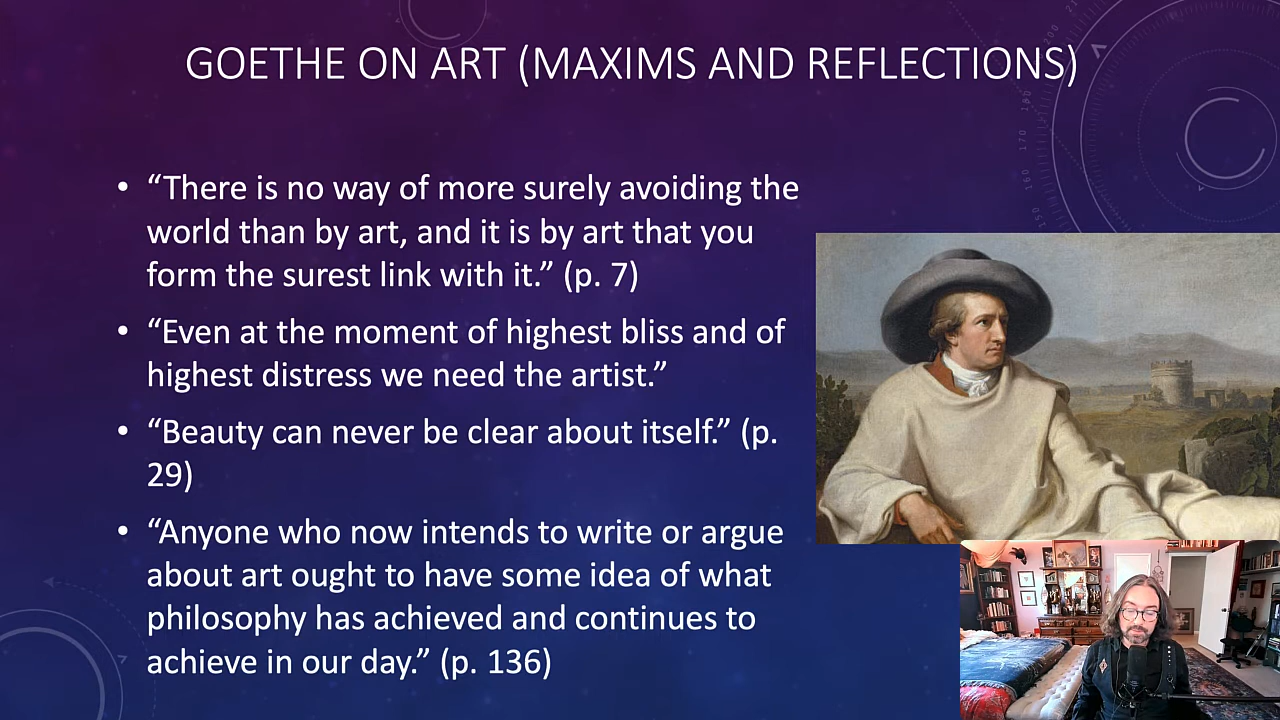 GOETHE ON ART (MAXIMS AND REFLECTIONS)
• “There is no way of more surely avoiding the
world than by art, and it is by art that you
form the surest link with it.” (p. 7)
• “Even at the moment of highest bliss and of
highest distress we need the artist.”
• “Beauty can never be clear about itself.” (p.
29)
• “Anyone who now intends to write or argue
about art ought to have some idea of what
philosophy has achieved and continues to
achieve in our day.” (p. 136)
170
160
150